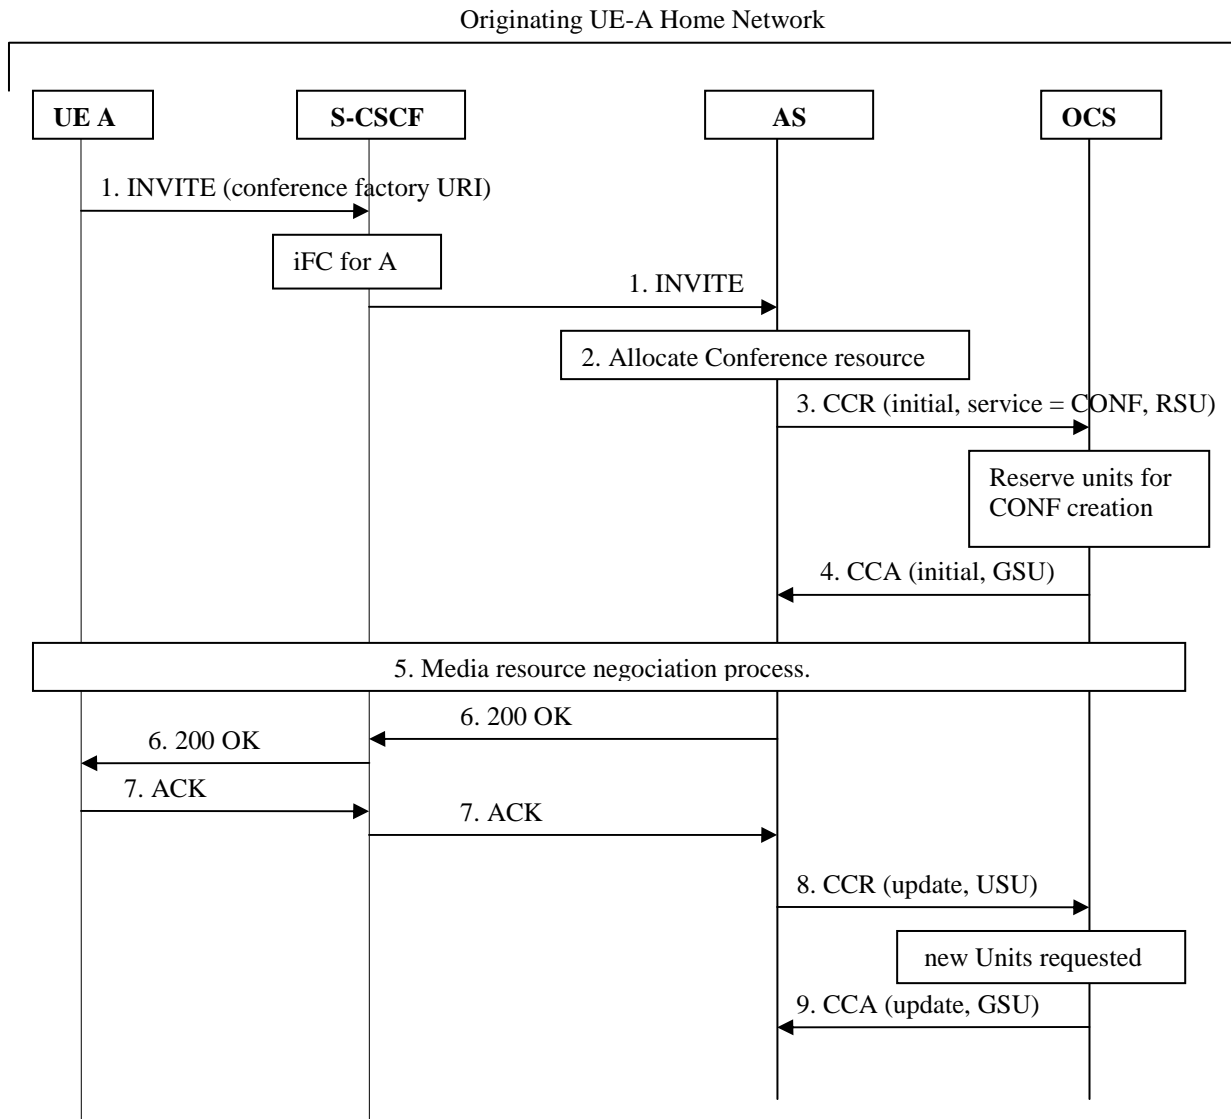 Originating UE-A Home Network
UE A
S-CSCF
AS
OCS
1. INVITE (conference factory URI)
iFC for A
1. INVITE
2. Allocate Conference resource
3. CCR (initial, service = CONF, RSU)
Reserve units for
CONF creation
4. CCA (initial, GSU)
5. Media resource negociation process.
6. 200 OK
6. 200 OK
7. ACK
7. ACK
8. CCR (update, USU)
new Units requested
9. CCA (update, GSU)